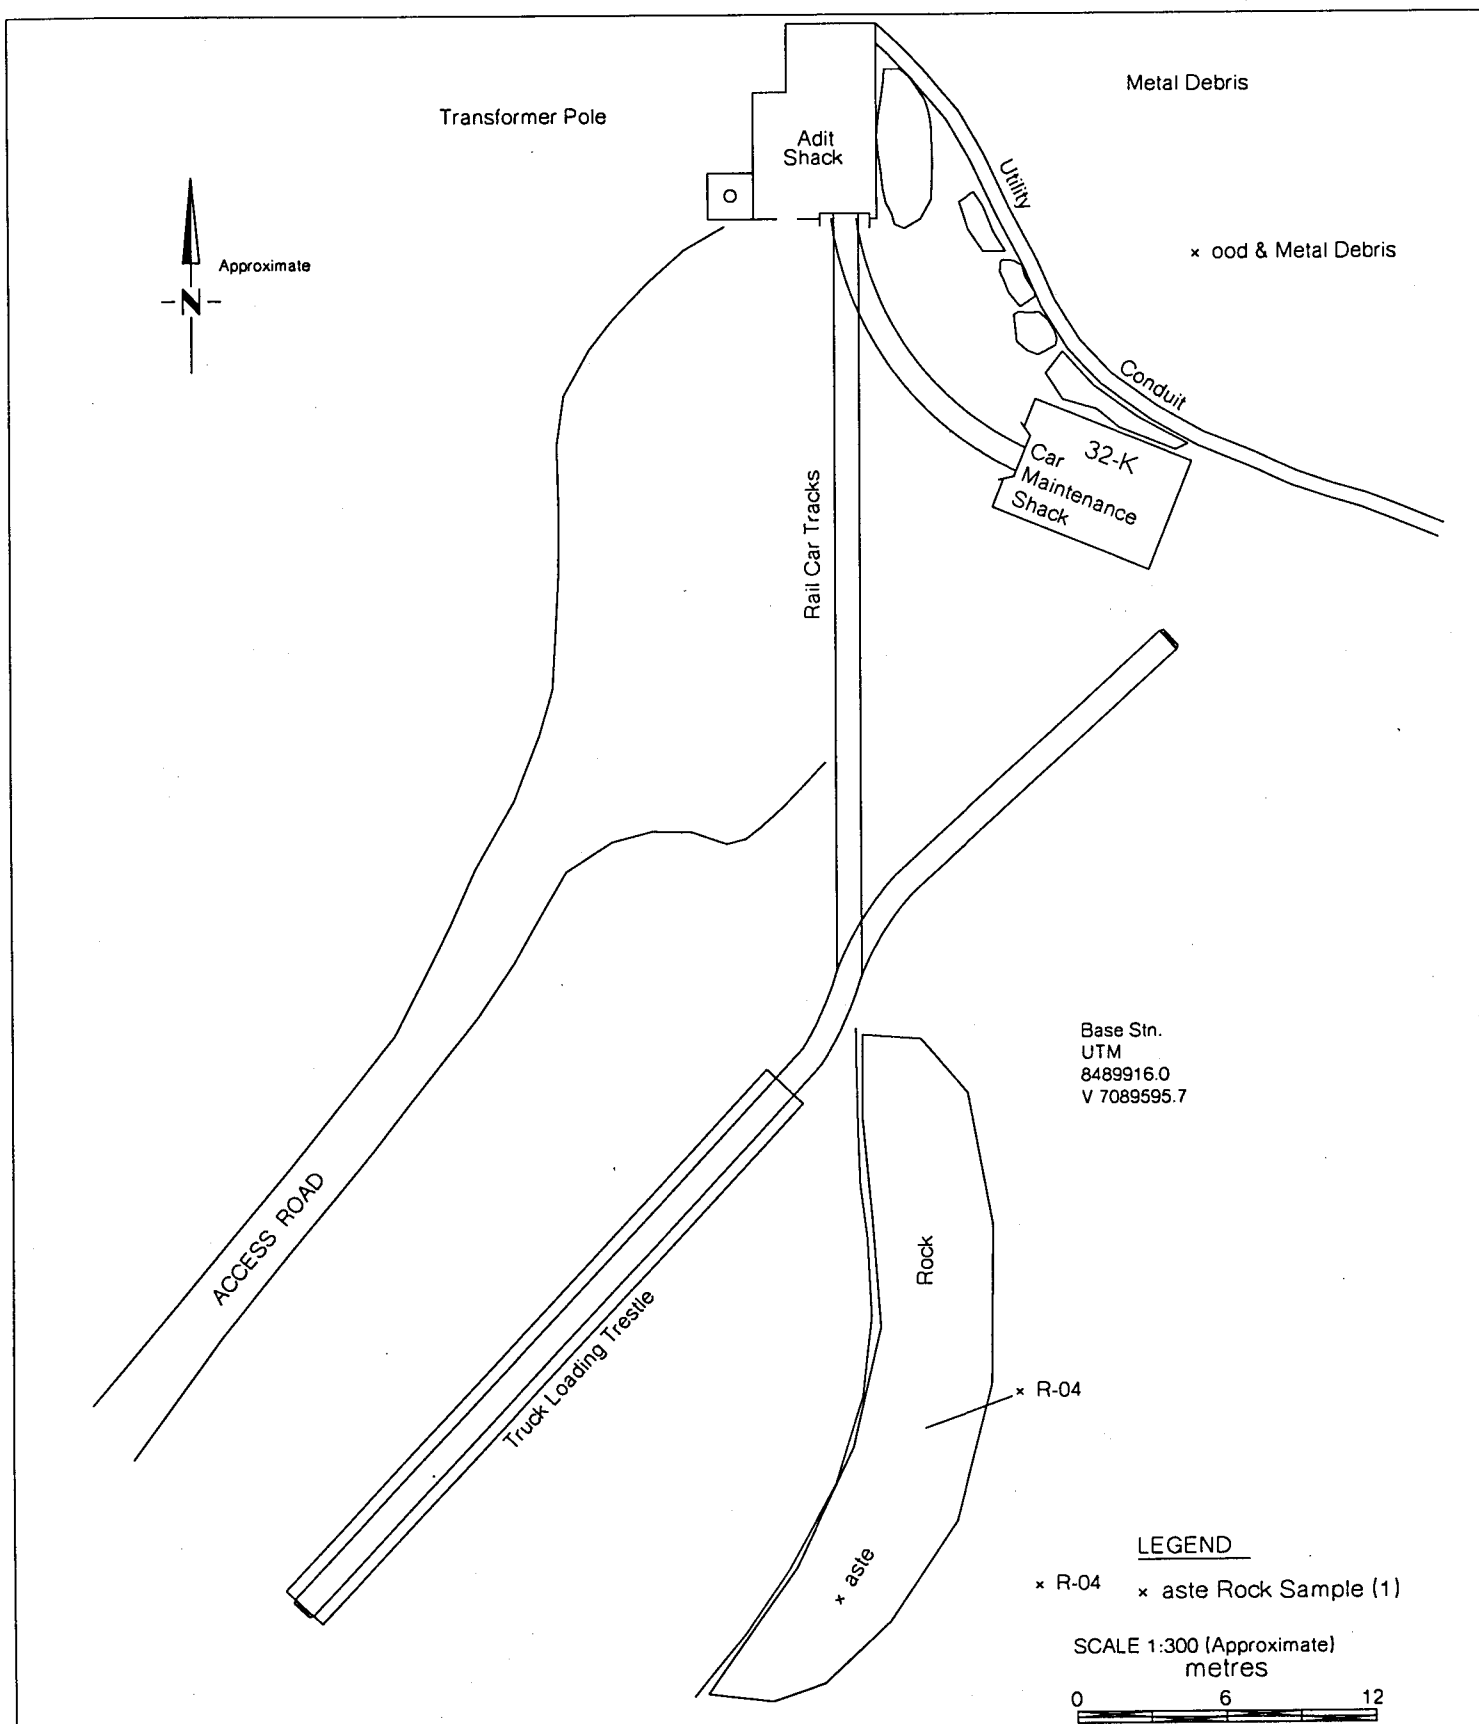 Metal Debris
Transformer Pole
Adit
Shack
Utility
× ood & Metal Debris
Approximate
N
Conduit
32-K
Car
Maintenance
Shack
Rail Car Tracks
Base Stn.
UTM
8489916.0
V 7089595.7
ACCESS ROAD
Rock
Truck Loading Trestle
× R-04
× aste
LEGEND
× R-04 × aste Rock Sample (1)
SCALE 1:300 (Approximate)
metres
0 6 12